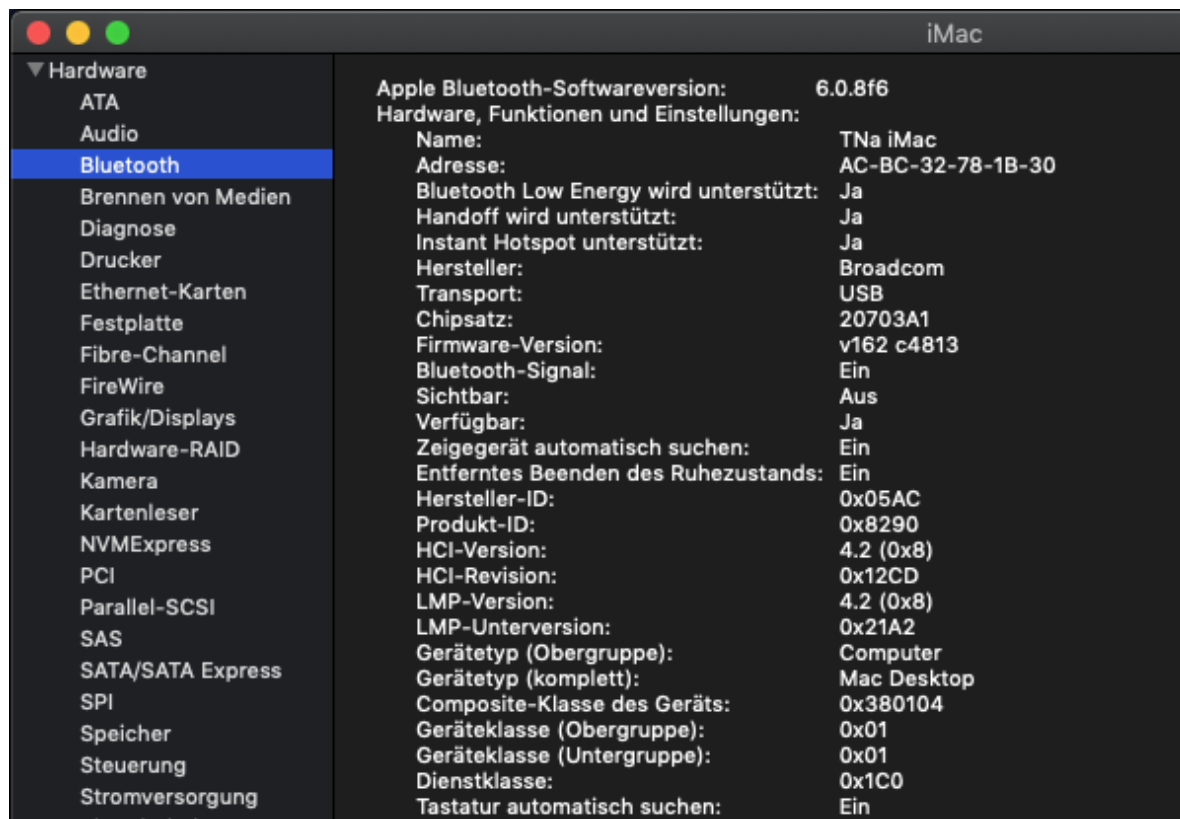 iMac
Hardware
ATA
Audio
Bluetooth
Brennen von Medien
Diagnose
Drucker
Ethernet-Karten
Festplatte
Fibre-Channel
FireWire
Grafik/Displays
Hardware-RAID
Kamera
Kartenleser
NVMExpress
PCI
Parallel-SCSI
SAS
SATA/SATA Express
SPI
Speicher
Steuerung
Stromversorgung
Apple Bluetooth-Softwareversion: 6.0.8f6
Hardware, Funktionen und Einstellungen:
Name: TNa iMac
Adresse: AC-BC-32-78-1B-30
Bluetooth Low Energy wird unterstützt: Ja
Handoff wird unterstützt: Ja
Instant Hotspot unterstützt: Ja
Hersteller: Broadcom
Transport: USB
Chipsatz: 20703A1
Firmware-Version: v162 c4813
Bluetooth-Signal: Ein
Sichtbar: Aus
Verfügbar: Ja
Zeigegerät automatisch suchen: Ein
Entferntes Beenden des Ruhezustands: Ein
Hersteller-ID: 0x05AC
Produkt-ID: 0x8290
HCI-Version: 4.2 (0x8)
HCI-Revision: 0x12CD
LMP-Version: 4.2 (0x8)
LMP-Unterversion: 0x21A2
Gerätetyp (Obergruppe): Computer
Gerätetyp (komplett): Mac Desktop
Composite-Klasse des Geräts: 0x380104
Geräteklasse (Obergruppe): 0x01
Geräteklasse (Untergruppe): 0x01
Dienstklasse: 0x1C0
Tastatur automatisch suchen: Ein